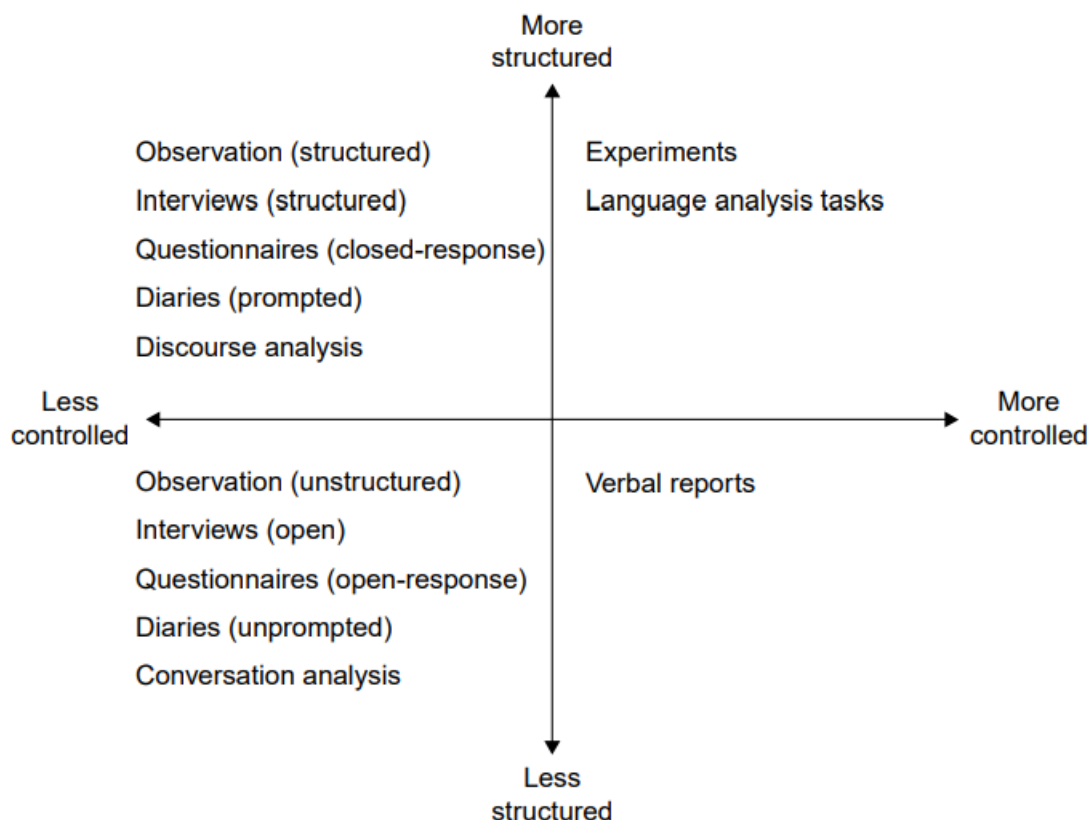 More
structured
Observation (structured)
Interviews (structured)
Questionnaires (closed-response)
Diaries (prompted)
Discourse analysis
Experiments
Language analysis tasks
Less
controlled
More
controlled
Observation (unstructured)
Interviews (open)
Questionnaires (open-response)
Diaries (unprompted)
Conversation analysis
Verbal reports
Less
structured